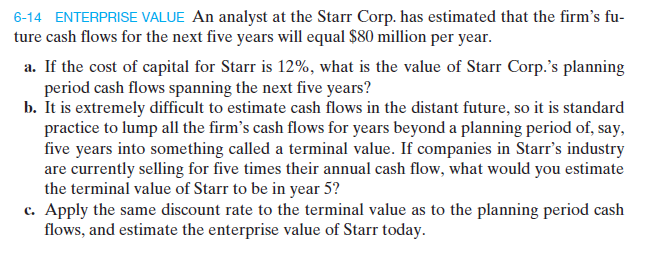 6-14 ENTERPRISE VALUE An analyst at the Starr Corp. has estimated that the firm's fu-
ture cash flows for the next five years will equal $80 million per year.
a. If the cost of capital for Starr is 12%, what is the value of Starr Corp.'s planning
period cash flows spanning the next five years?
b. It is extremely difficult to estimate cash flows in the distant future, so it is standard
practice to lump all the firm's cash flows for years beyond a planning period of, say,
five years into something called a terminal value. If companies in Starr's industry
are currently selling for five times their annual cash flow, what would you estimate
the terminal value of Starr to be in year 5?
c. Apply the same discount rate to the terminal value as to the planning period cash
flows, and estimate the enterprise value of Starr today.